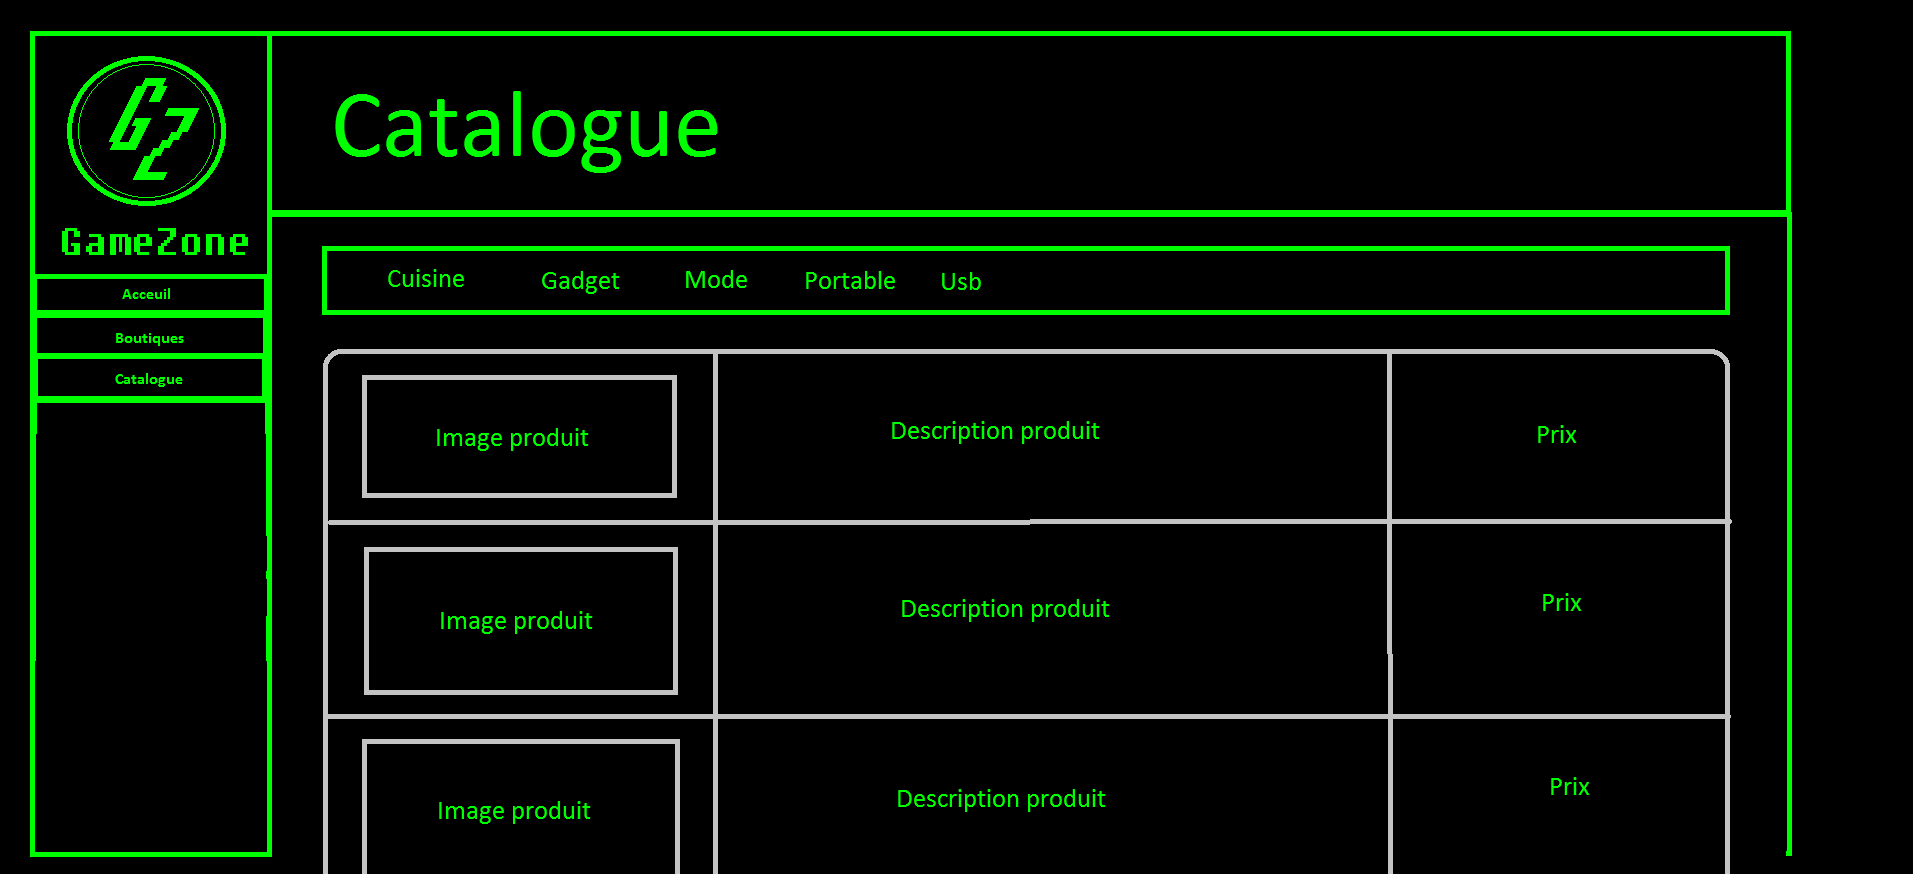 GZ
GameZone
Acceuil
Boutiques
Catalogue
Catalogue
Cuisine Gadget Mode Portable Usb
Image produit Description produit Prix
Image produit Description produit Prix
Image produit Description produit Prix